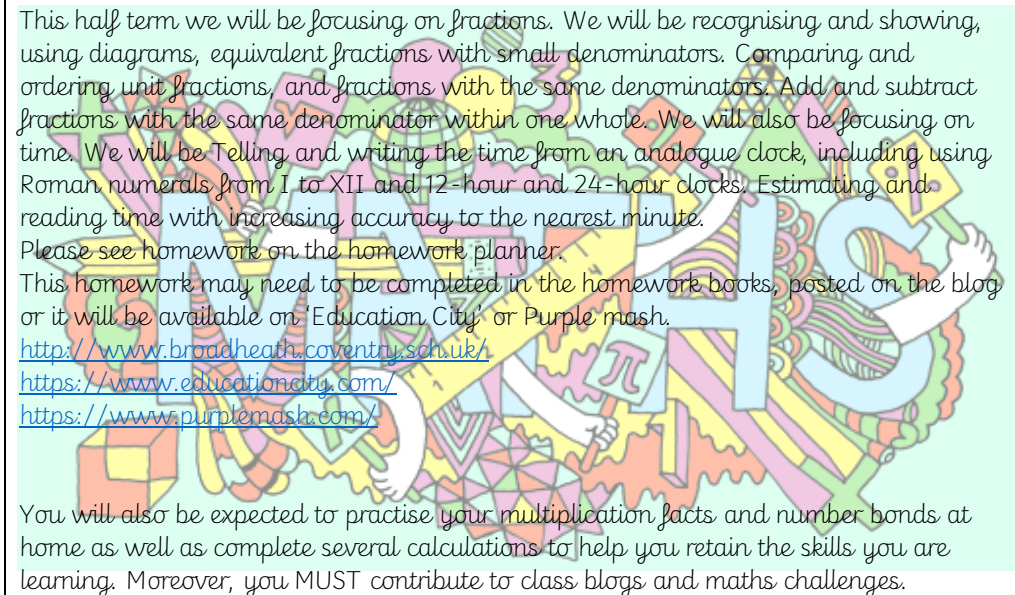 This half term we will be focusing on fractions. We will be recognising and showing,
using diagrams, equivalent fractions with small denominators. Comparing and
ordering unit fractions, and fractions with the same denominators. Add and subtract
fractions with the same denominator within one whole. We will also be focusing on
time. We will be Telling and writing the time from an analogue clock, including using
Roman numerals from I to XII and 12-hour and 24-hour clocks. Estimating and
reading time with increasing accuracy to the nearest minute.
Please see homework on the homework planner.
This homework may need to be completed in the homework books, posted on the blog
or it will be available on ‘Education City’ or Purple mash.
http://www.broadheath.coventry.sch.uk/
https://www.educationcity.com/
https://www.purplemash.com/
You will also be expected to practise your multiplication facts and number bonds at
home as well as complete several calculations to help you retain the skills you are
learning. Moreover, you MUST contribute to class blogs and maths challenges.
MATHS
3
π